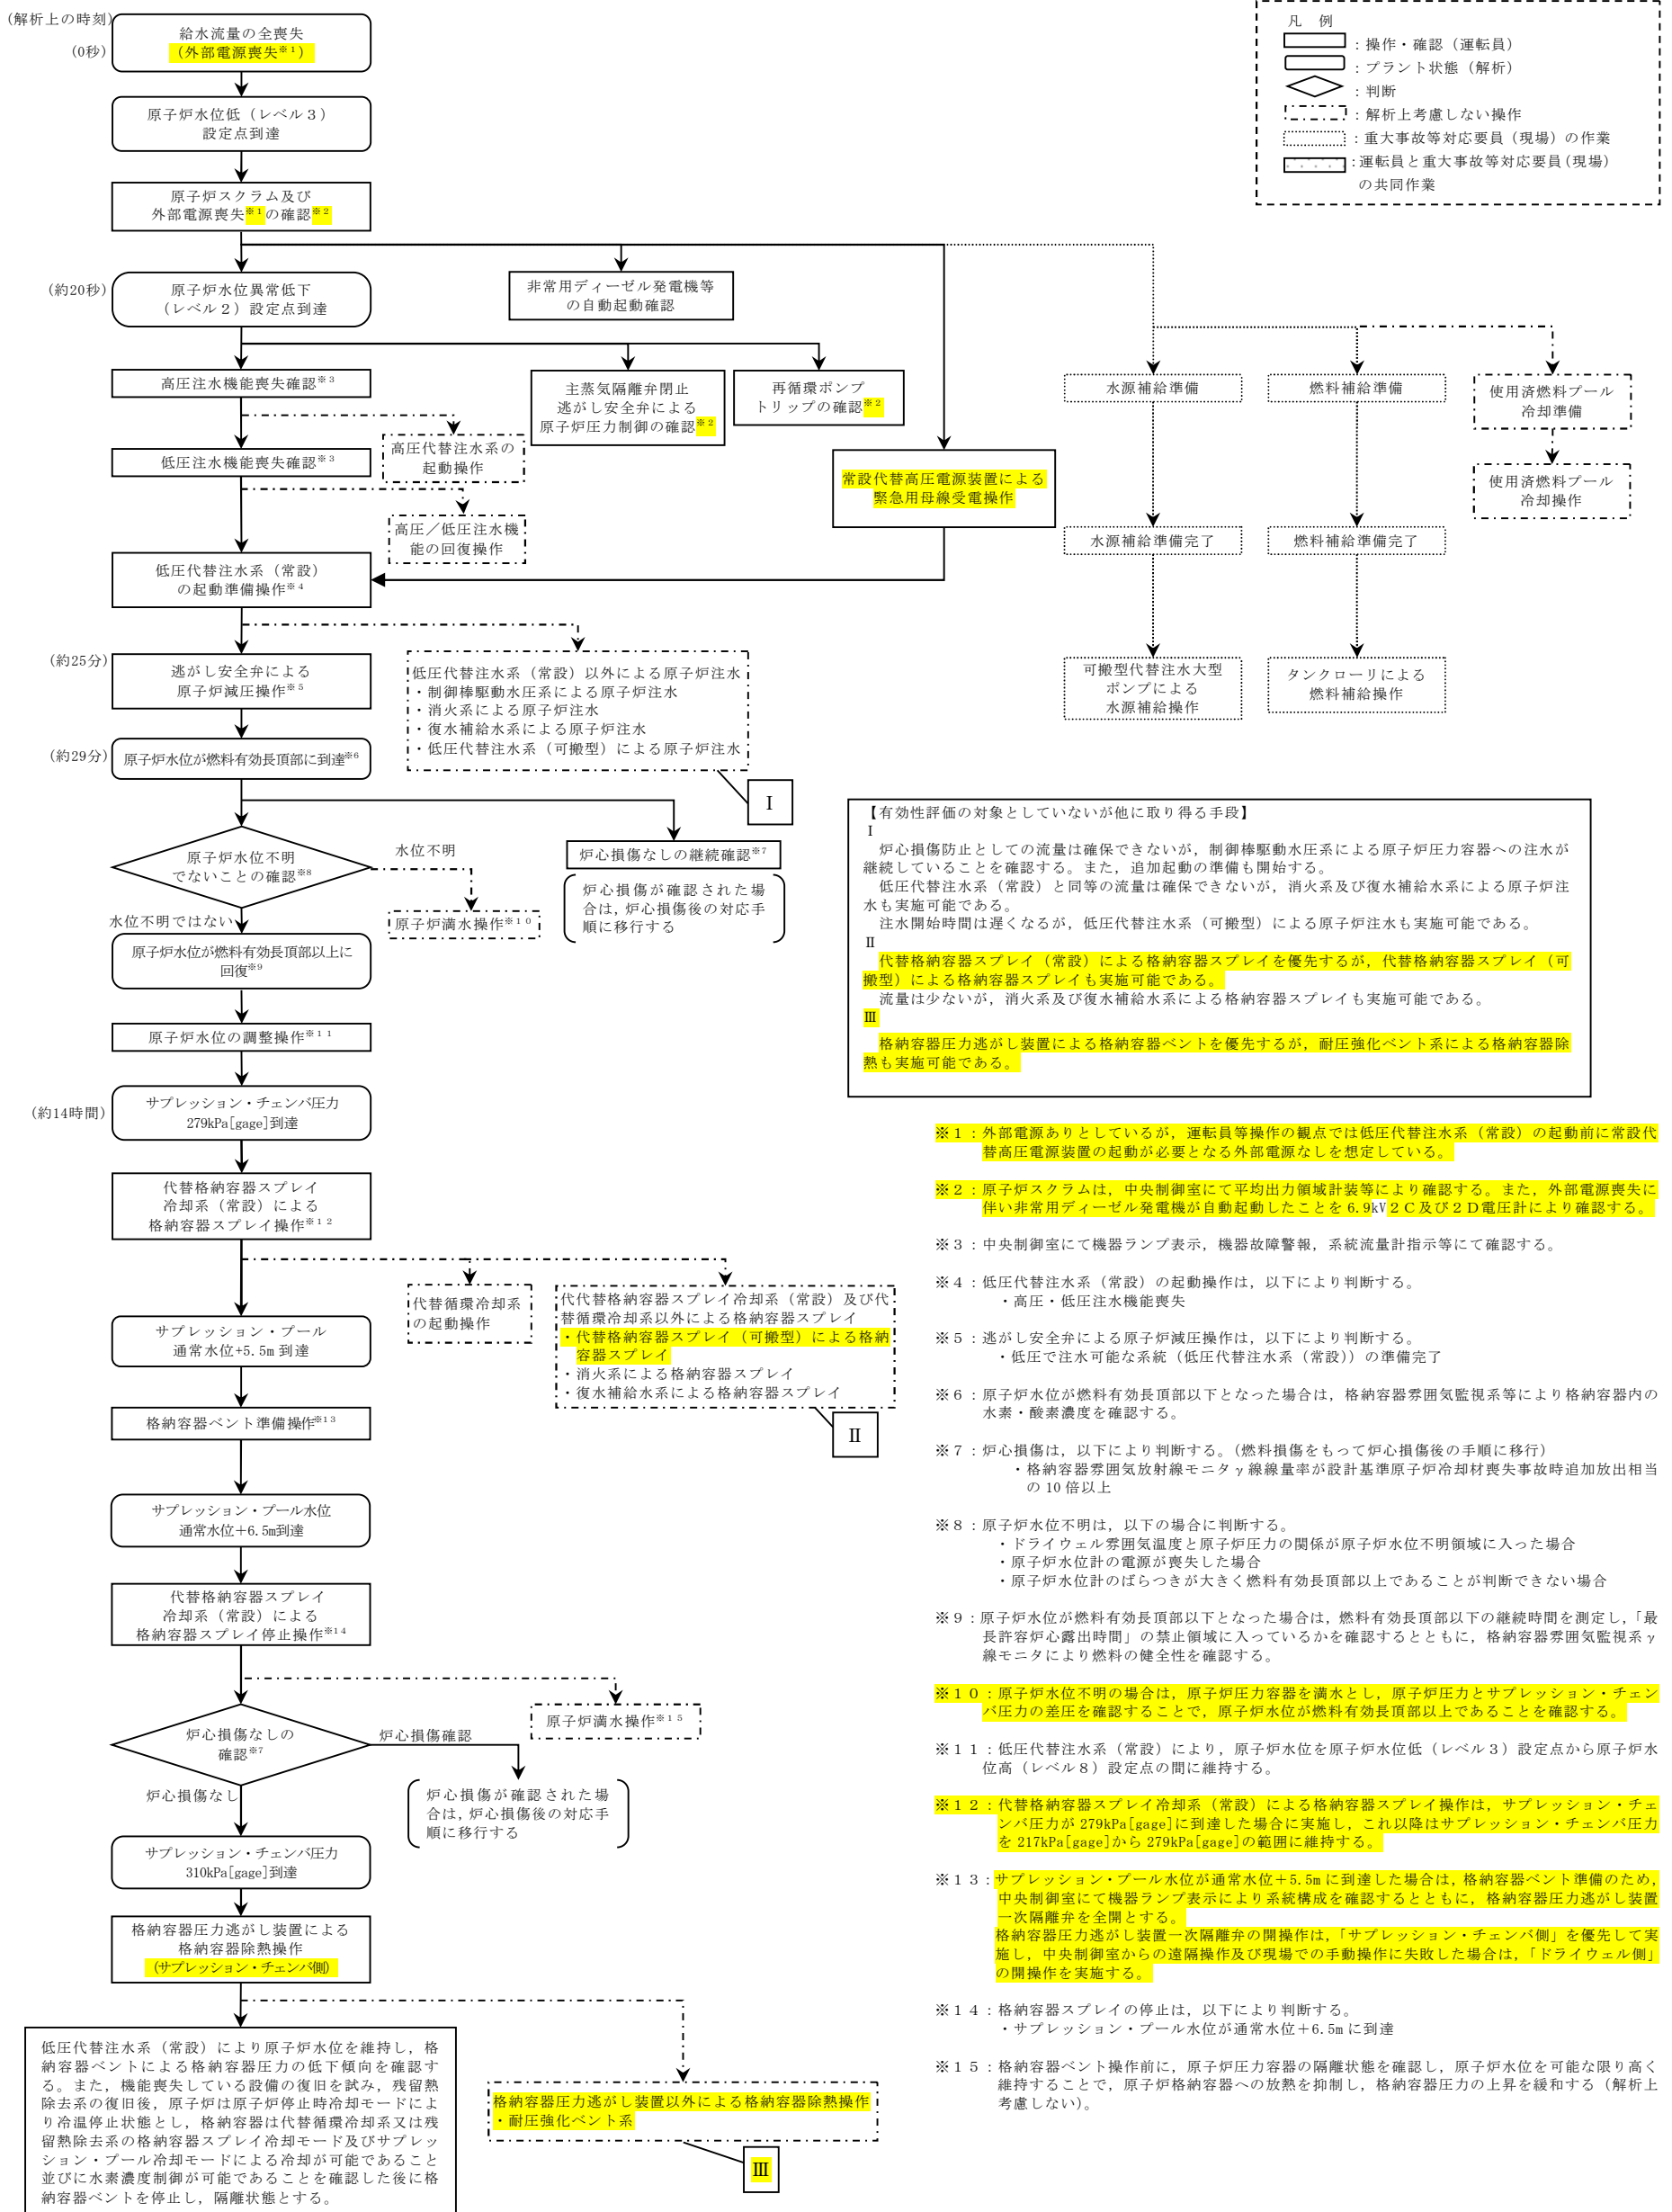 (解析上の時刻)
(0秒)
給水流量の全喪失
(外部電源喪失※1)
原子炉水位低（レベル３）
設定点到達
原子炉スクラム及び
外部電源喪失※1の確認※2
(約20秒)
原子炉水位異常低下
（レベル２）設定点到達
非常用ディーゼル発電機等
の自動起動確認
高圧注水機能喪失確認※3
主蒸気隔離弁閉止
逃がし安全弁による
原子炉圧力制御の確認※2
再循環ポンプ
トリップの確認※2
高圧代替注水系の
起動操作
低圧注水機能喪失確認※3
常設代替高圧電源装置による
緊急用母線受電操作
高圧／低圧注水機
能の回復操作
低圧代替注水系（常設）
の起動準備操作※4
水源補給準備
燃料補給準備
使用済燃料プール
冷却準備
使用済燃料プール
冷却操作
水源補給準備完了
燃料補給準備完了
可搬型代替注水大型
ポンプによる
水源補給操作
タンクローリによる
燃料補給操作
(約25分)
逃がし安全弁による
原子炉減圧操作※5
低圧代替注水系（常設）以外による原子炉注水
・制御棒駆動水圧系による原子炉注水
・消火系による原子炉注水
・復水補給水系による原子炉注水
・低圧代替注水系（可搬型）による原子炉注水
Ⅰ
(約29分)
原子炉水位が燃料有効長頂部に到達※6
原子炉水位不明
でないことの確認※8
水位不明
原子炉満水操作※10
炉心損傷なしの継続確認※7
炉心損傷が確認された場
合は，炉心損傷後の対応手
順に移行する
水位不明ではない
原子炉水位が燃料有効長頂部以上に
回復※9
原子炉水位の調整操作※11
(約14時間)
サプレッション・チェンバ圧力
279kPa[gage]到達
代替格納容器スプレイ
冷却系（常設）による
格納容器スプレイ操作※12
代替循環冷却系
の起動操作
代代替格納容器スプレイ冷却系（常設）及び代
替循環冷却系以外による格納容器スプレイ
・代替格納容器スプレイ（可搬型）による格納
容器スプレイ
・消火系による格納容器スプレイ
・復水補給水系による格納容器スプレイ
Ⅱ
サプレッション・プール
通常水位+5.5m 到達
格納容器ベント準備操作※13
サプレッション・プール水位
通常水位＋6.5m到達
代替格納容器スプレイ
冷却系（常設）による
格納容器スプレイ停止操作※14
原子炉満水操作※15
炉心損傷なしの
確認※7
炉心損傷確認
炉心損傷が確認された場
合は，炉心損傷後の対応手
順に移行する
炉心損傷なし
サプレッション・チェンバ圧力
310kPa[gage]到達
格納容器圧力逃がし装置による
格納容器除熱操作
(サプレッション・チェンバ側)
格納容器圧力逃がし装置以外による格納容器除熱操作
・耐圧強化ベント系
Ⅲ
低圧代替注水系（常設）により原子炉水位を維持し，格
納容器ベントによる格納容器圧力の低下傾向を確認す
る。また，機能喪失している設備の復旧を試み，残留熱
除去系の復旧後，原子炉は原子炉停止時冷却モードによ
り冷温停止状態とし，格納容器は代替循環冷却系又は残
留熱除去系の格納容器スプレイ冷却モード及びサプレッ
ション・プール冷却モードによる冷却が可能であること
並びに水素濃度制御が可能であることを確認した後に格
納容器ベントを停止し，隔離状態とする。
凡　例
：操作・確認（運転員）
：プラント状態（解析）
：判断
：解析上考慮しない操作
：重大事故等対応要員（現場）の作業
：運転員と重大事故等対応要員（現場）
の共同作業
【有効性評価の対象としていないが他に取り得る手段】
Ⅰ
炉心損傷防止としての流量は確保できないが，制御棒駆動水圧系による原子炉圧力容器への注水が
継続していることを確認する。また，追加起動の準備も開始する。
低圧代替注水系（常設）と同等の流量は確保できないが，消火系及び復水補給水系による原子炉注
水も実施可能である。
注水開始時間は遅くなるが，低圧代替注水系（可搬型）による原子炉注水も実施可能である。
Ⅱ
代替格納容器スプレイ（常設）による格納容器スプレイを優先するが，代替格納容器スプレイ（可
搬型）による格納容器スプレイも実施可能である。
流量は少ないが，消火系及び復水補給水系による格納容器スプレイも実施可能である。
Ⅲ
格納容器圧力逃がし装置による格納容器ベントを優先するが，耐圧強化ベント系による格納容器除
熱も実施可能である。
※１：外部電源ありとしているが，運転員等操作の観点では低圧代替注水系（常設）の起動前に常設代
替高圧電源装置の起動が必要となる外部電源なしを想定している。
※２：原子炉スクラムは，中央制御室にて平均出力領域計装等により確認する。また，外部電源喪失に
伴い非常用ディーゼル発電機が自動起動したことを 6.9kV２Ｃ及び２Ｄ電圧計により確認する。
※３：中央制御室にて機器ランプ表示，機器故障警報，系統流量計指示等にて確認する。
※４：低圧代替注水系（常設）の起動操作は，以下により判断する。
・高圧・低圧注水機能喪失
※５：逃がし安全弁による原子炉減圧操作は，以下により判断する。
・低圧で注水可能な系統（低圧代替注水系（常設））の準備完了
※６：原子炉水位が燃料有効長頂部以下となった場合は，格納容器雰囲気監視系等により格納容器内の
水素・酸素濃度を確認する。
※７：炉心損傷は，以下により判断する。（燃料損傷をもって炉心損傷後の手順に移行）
・格納容器雰囲気放射線モニタγ線線量率が設計基準原子炉冷却材喪失事故時追加放出相当
の 10 倍以上
※８：原子炉水位不明は，以下の場合に判断する。
・ドライウェル雰囲気温度と原子炉圧力の関係が原子炉水位不明領域に入った場合
・原子炉水位計の電源が喪失した場合
・原子炉水位計のばらつきが大きく燃料有効長頂部以上であることが判断できない場合
※９：原子炉水位が燃料有効長頂部以下となった場合は，燃料有効長頂部以下の継続時間を測定し，「最
長許容炉心露出時間」の禁止領域に入っているかを確認するとともに，格納容器雰囲気監視系γ
線モニタにより燃料の健全性を確認する。
※１０：原子炉水位不明の場合は，原子炉圧力容器を満水とし，原子炉圧力とサプレッション・チェン
バ圧力の差圧を確認することで，原子炉水位が燃料有効長頂部以上であることを確認する。
※１１：低圧代替注水系（常設）により，原子炉水位を原子炉水位低（レベル３）設定点から原子炉水
位高（レベル８）設定点の間に維持する。
※１２：代替格納容器スプレイ冷却系（常設）による格納容器スプレイ操作は，サプレッション・チェ
ンバ圧力が 279kPa[gage]に到達した場合に実施し，これ以降はサプレッション・チェンバ圧力
を 217kPa[gage]から 279kPa[gage]の範囲に維持する。
※１３：サプレッション・プール水位が通常水位＋5.5m に到達した場合は，格納容器ベント準備のため，
中央制御室にて機器ランプ表示により系統構成を確認するとともに，格納容器圧力逃がし装置
一次隔離弁を全開とする。
格納容器圧力逃がし装置一次隔離弁の開操作は，「サプレッション・チェンバ側」を優先して実
施し，中央制御室からの遠隔操作及び現場での手動操作に失敗した場合は，「ドライウェル側」
の開操作を実施する。
※１４：格納容器スプレイの停止は，以下により判断する。
・サプレッション・プール水位が通常水位＋6.5m に到達
※１５：格納容器ベント操作前に，原子炉圧力容器の隔離状態を確認し，原子炉水位を可能な限り高く
維持することで，原子炉格納容器への放熱を抑制し，格納容器圧力の上昇を緩和する（解析上
考慮しない）。